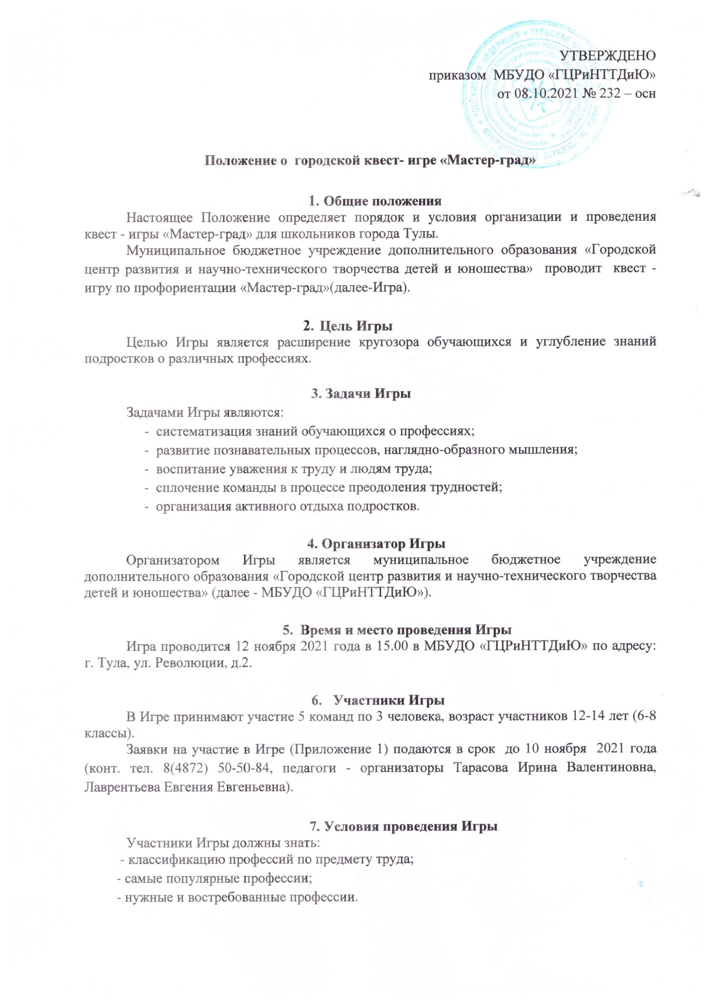 УТВЕРЖДЕНО
приказом МБУДО «ГЦРиНТТДиЮ»
от 08.10.2021 № 232 – осн
РОССИЙСКАЯ ФЕДЕРАЦИЯ * ТУЛЬСКАЯ
МУНИЦИПАЛЬНОЕ ОБРАЗОВАНИЕ ГОРОД
Положение о городской квест- игре «Мастер-град»
1. Общие положения
Настоящее Положение определяет порядок и условия организации и проведения
квест - игры «Мастер-град» для школьников города Тулы.
Муниципальное бюджетное учреждение дополнительного образования «Городской
центр развития и научно-технического творчества детей и юношества» проводит квест -
игру по профориентации «Мастер-град»(далее-Игра).
2. Цель Игры
Целью Игры является расширение кругозора обучающихся и углубление знаний
подростков о различных профессиях.
3. Задачи Игры
Задачами Игры являются:
- систематизация знаний обучающихся о профессиях;
- развитие познавательных процессов, наглядно-образного мышления;
- воспитание уважения к труду и людям труда;
- сплочение команды в процессе преодоления трудностей;
- организация активного отдыха подростков.
4. Организатор Игры
Организатором Игры является муниципальное бюджетное учреждение
дополнительного образования «Городской центр развития и научно-технического творчества
детей и юношества» (далее - МБУДО «ГЦРиНТТДиЮ»).
5. Время и место проведения Игры
Игра проводится 12 ноября 2021 года в 15.00 в МБУДО «ГЦРиНТТДиЮ» по адресу:
г. Тула, ул. Революции, д.2.
6. Участники Игры
В Игре принимают участие 5 команд по 3 человека, возраст участников 12-14 лет (6-8
классы).
Заявки на участие в Игре (Приложение 1) подаются в срок до 10 ноября 2021 года
(конт. тел. 8(4872) 50-50-84, педагоги - организаторы Тарасова Ирина Валентиновна,
Лаврентьева Евгения Евгеньевна).
7. Условия проведения Игры
Участники Игры должны знать:
- классификацию профессий по предмету труда;
- самые популярные профессии;
- нужные и востребованные профессии.